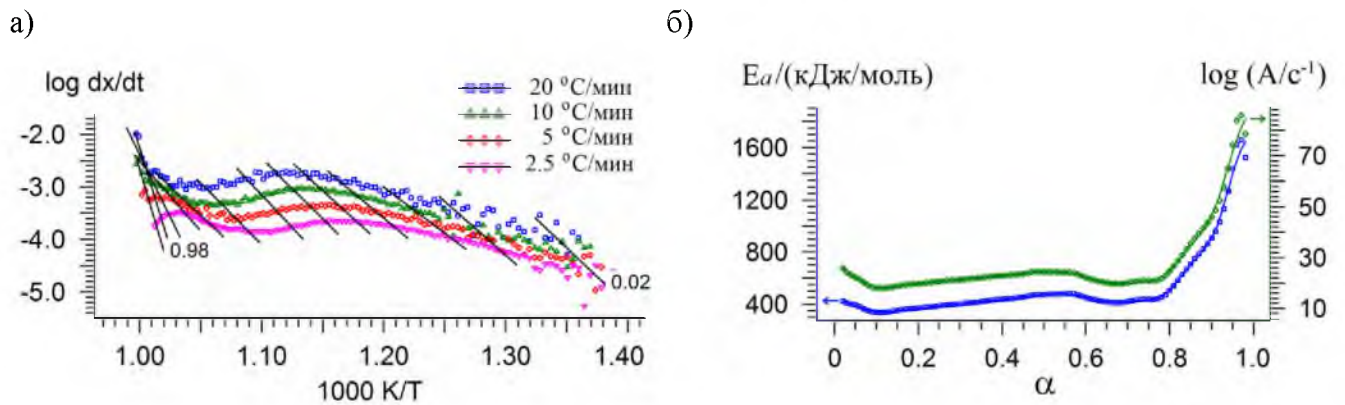 а)
log dx/dt
20 °С/мин
10 °С/мин
5 °С/мин
2.5 °С/мин
-2.0
-3.0
-4.0
-5.0
0.98
0.02
1.00 1.10 1.20 1.30 1.40
1000 K/T
б)
Ea/(кДж/моль) log (A/c⁻¹)
1600
1200
800
400
70
50
30
10
0 0.2 0.4 0.6 0.8 1.0
α